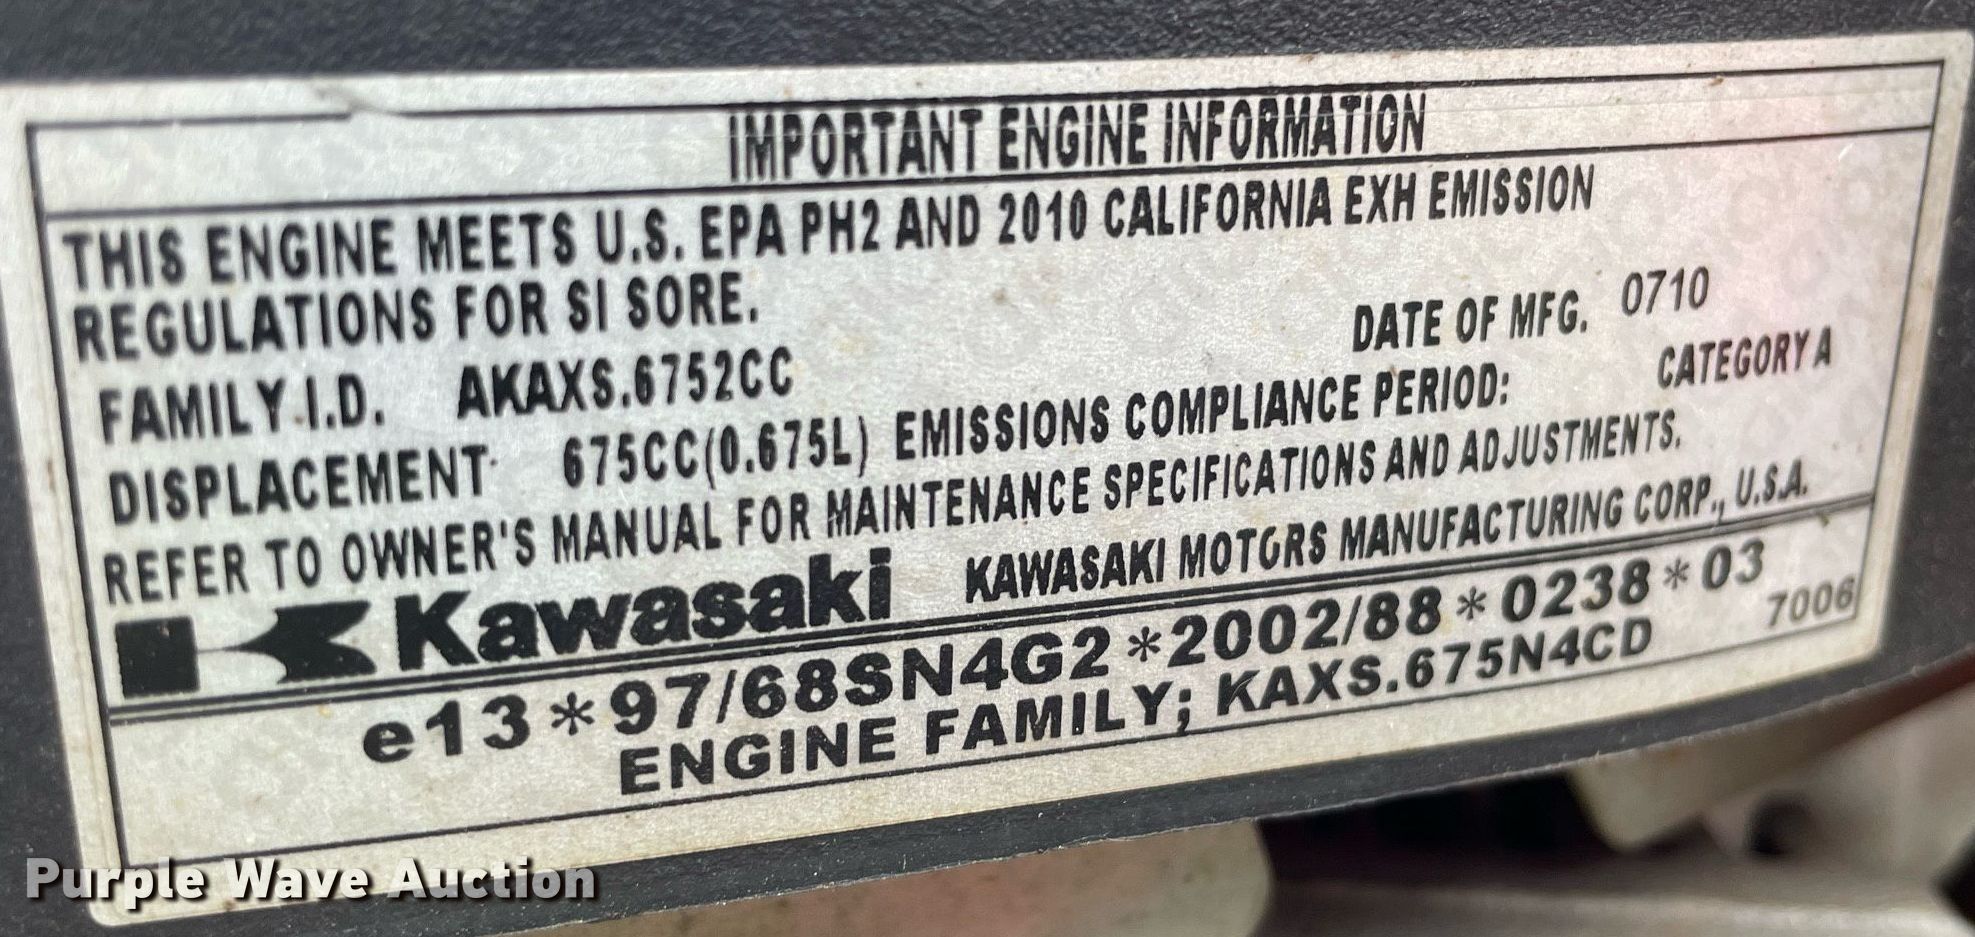 IMPORTANT ENGINE INFORMATION
THIS ENGINE MEETS U.S. EPA PH2 AND 2010 CALIFORNIA EXH EMISSION
REGULATIONS FOR SI SORE.
DATE OF MFG. 0710
FAMILY I.D. AKAXS.6752CC
DISPLACEMENT 675CC(0.675L) EMISSIONS COMPLIANCE PERIOD: CATEGORY A
REFER TO OWNER'S MANUAL FOR MAINTENANCE SPECIFICATIONS AND ADJUSTMENTS.
Kawasaki KAWASAKI MOTORS MANUFACTURING CORP., U.S.A.
e13*97/68SN4G2*2002/88*0238*03
ENGINE FAMILY; KAXS.675N4CD 7006
Purple Wave Auction